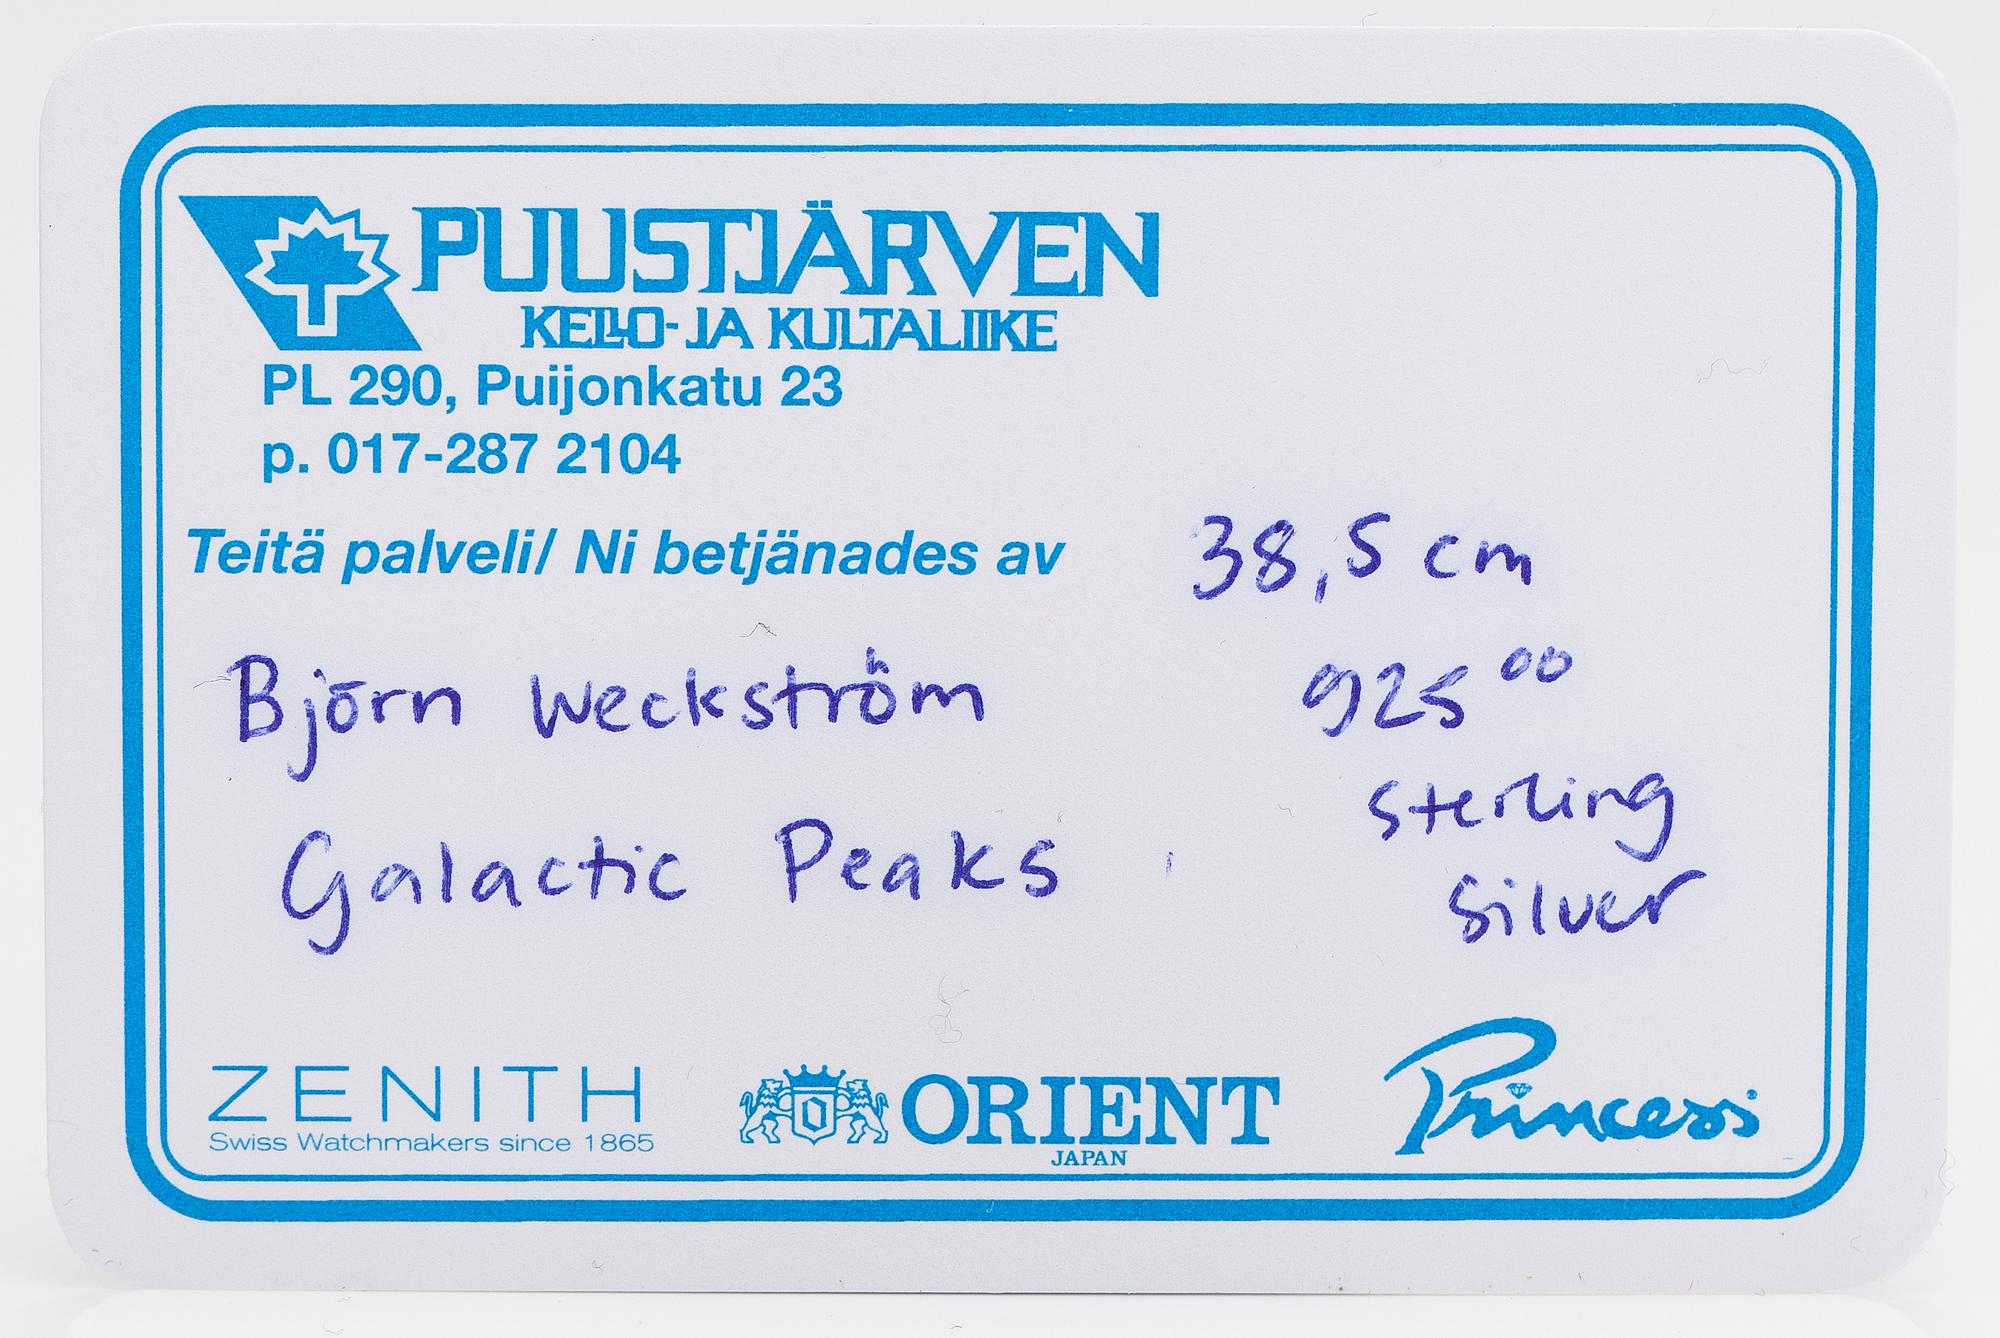 PUUSTJÄRVEN
KELLO- JA KULTALIIKE
PL 290, Puijonkatu 23
p. 017-287 2104
Teitä palveli/ Ni betjänades av
38,5 cm
Björn Weckström
925⁰⁰
Galactic Peaks
sterling
silver
ZENITH
Swiss Watchmakers since 1865
ORIENT
JAPAN
Princess